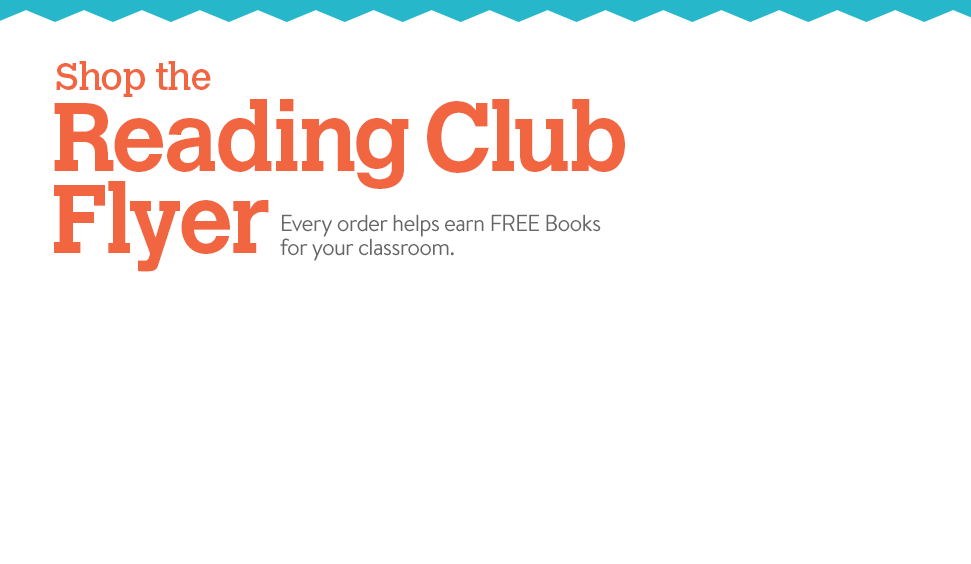 Shop the
Reading Club
Flyer
Every order helps earn FREE Books
for your classroom.